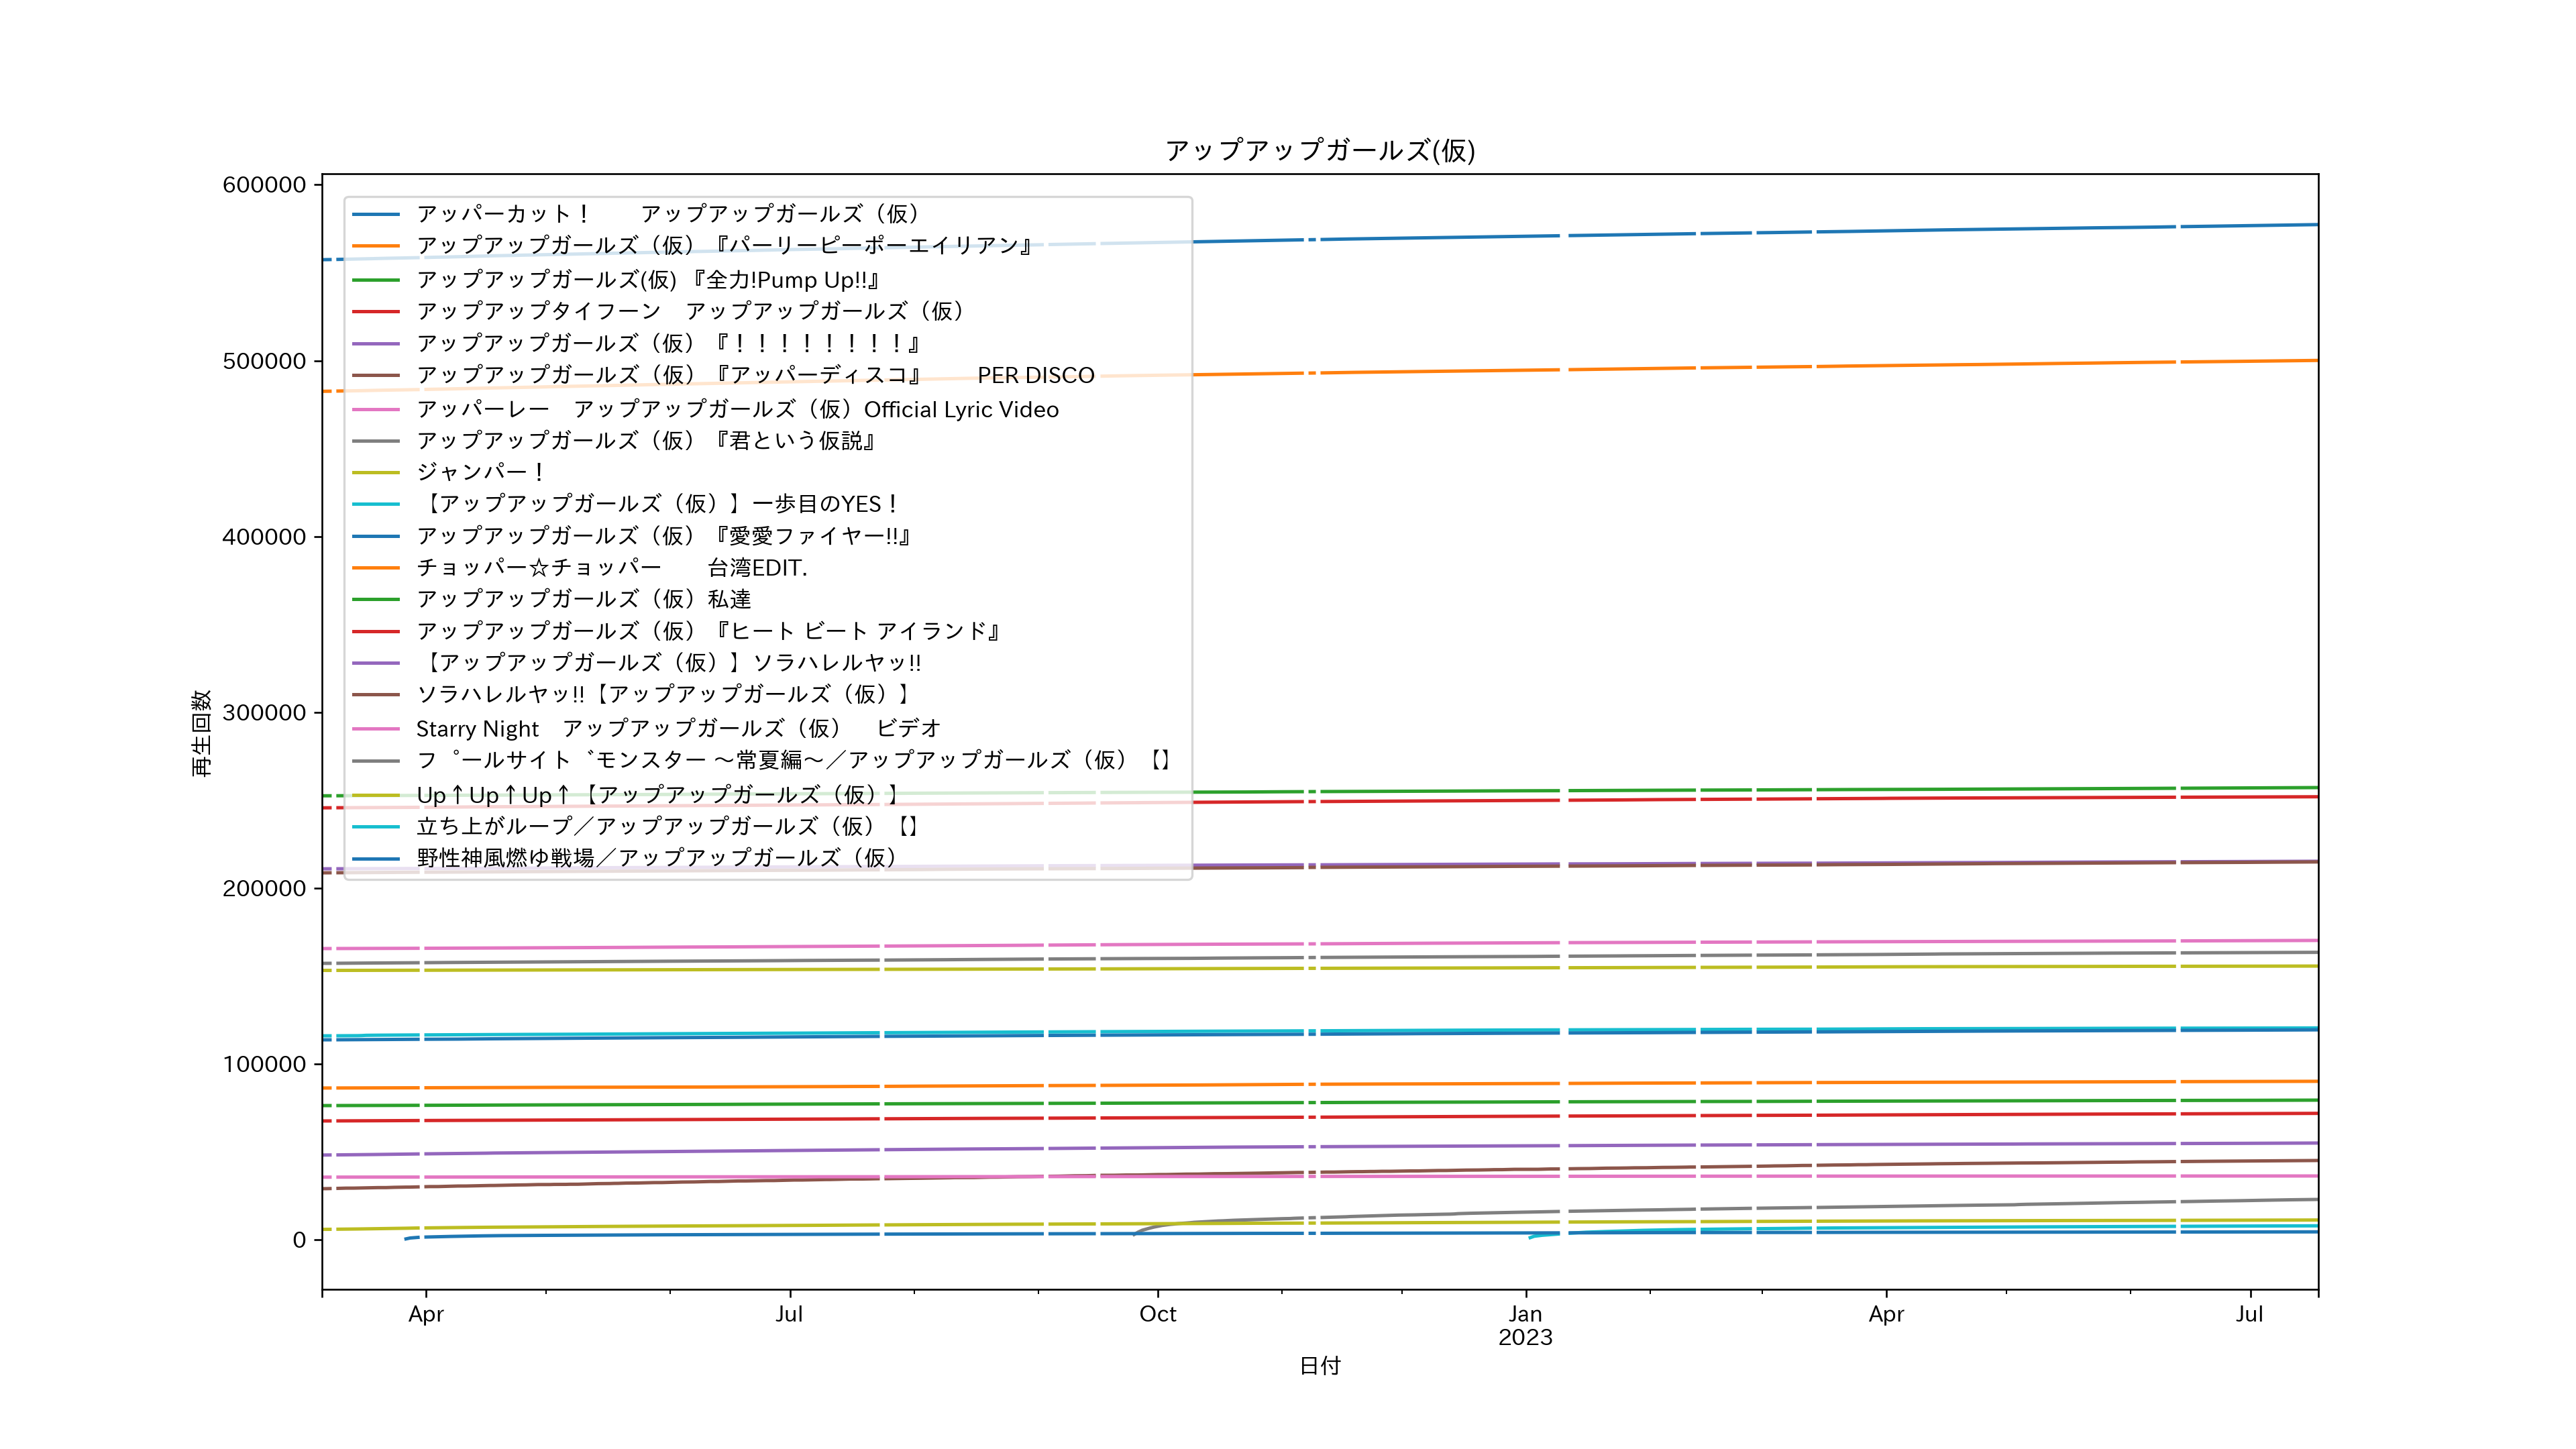 アップアップガールズ(仮)
600000
500000
400000
300000
200000
100000
0
再生回数
アッパーカット！　　アップアップガールズ（仮）
アップアップガールズ（仮）『パーリーピーポーエイリアン』
アップアップガールズ(仮) 『全力!Pump Up!!』
アップアップタイフーン　アップアップガールズ（仮）
アップアップガールズ（仮）『！！！！！！！！』
アップアップガールズ（仮）『アッパーディスコ』　　PER DISCO
アッパーレー　アップアップガールズ（仮）Official Lyric Video
アップアップガールズ（仮）『君という仮説』
ジャンパー！
【アップアップガールズ（仮）】一歩目のYES！
アップアップガールズ（仮）『愛愛ファイヤー!!』
チョッパー☆チョッパー　　台湾EDIT.
アップアップガールズ（仮）私達
アップアップガールズ（仮）『ヒート ビート アイランド』
【アップアップガールズ（仮）】ソラハレルヤッ!!
ソラハレルヤッ!!【アップアップガールズ（仮）】
Starry Night　アップアップガールズ（仮）　ビデオ
フ゜ールサイト゛モンスター 〜常夏編〜／アップアップガールズ（仮）【】
Up↑Up↑Up↑【アップアップガールズ（仮）】
立ち上がループ／アップアップガールズ（仮）【】
野性神風燃ゆ戦場／アップアップガールズ（仮）
Apr
Jul
Oct
Jan
2023
Apr
Jul
日付